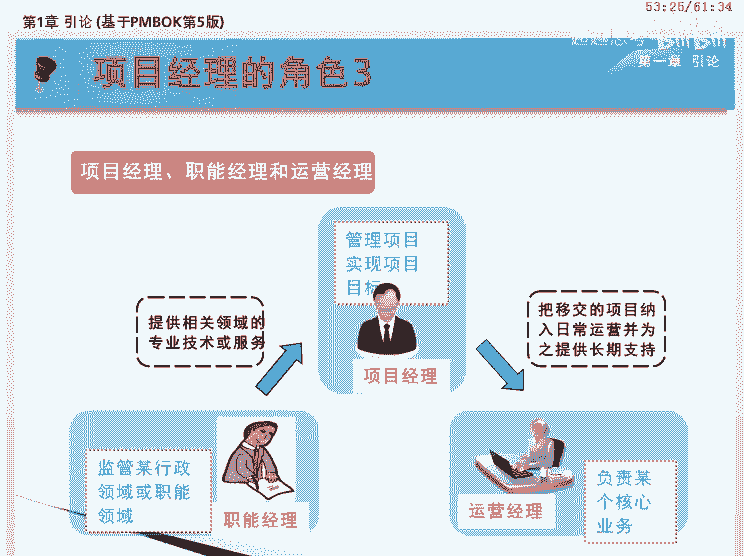 53:26/61:34
第1章 引论 (基于PMBOK第5版)
第一章 引论
项目经理的角色3
项目经理、职能经理和运营经理
管理项目
实现项目
目标
项目经理
提供相关领域的
专业技术或服务
把移交的项目纳
入日常运营并为
之提供长期支持
监管某行政
领域或职能
领域
职能经理
运营经理
负责某
个核心
业务